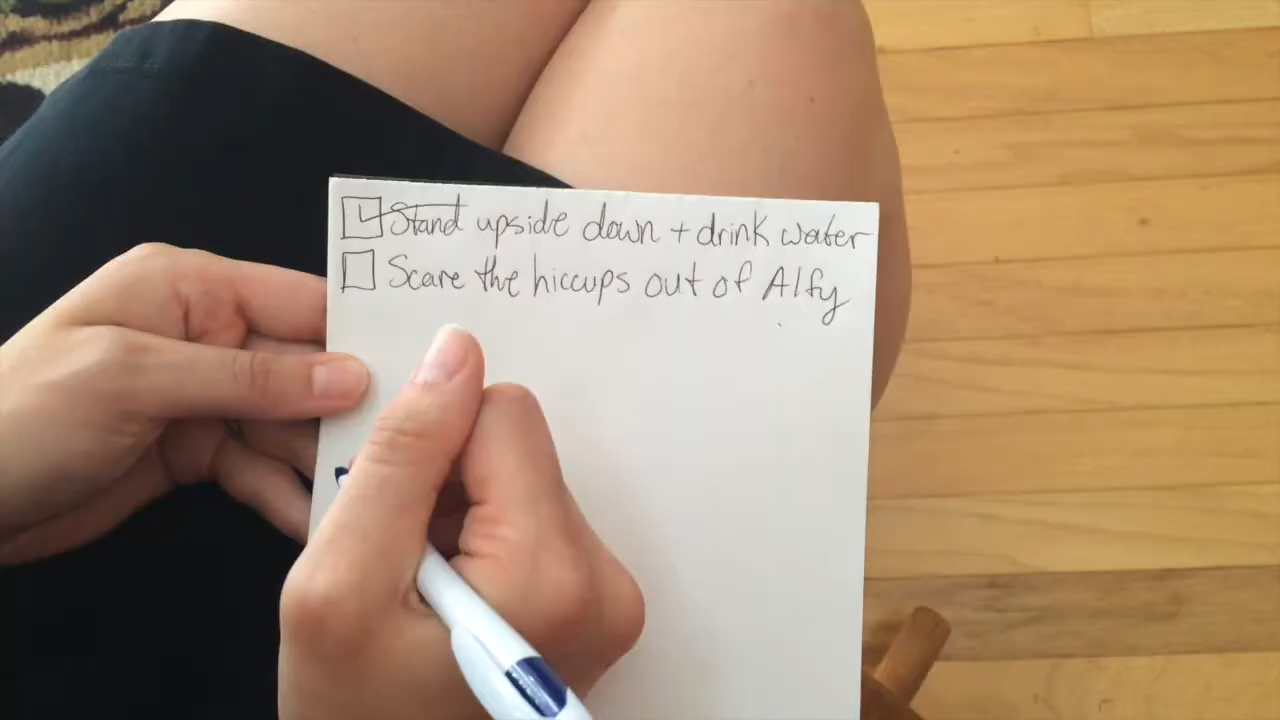 Stand upside down + drink water
Scare the hiccups out of Alfy